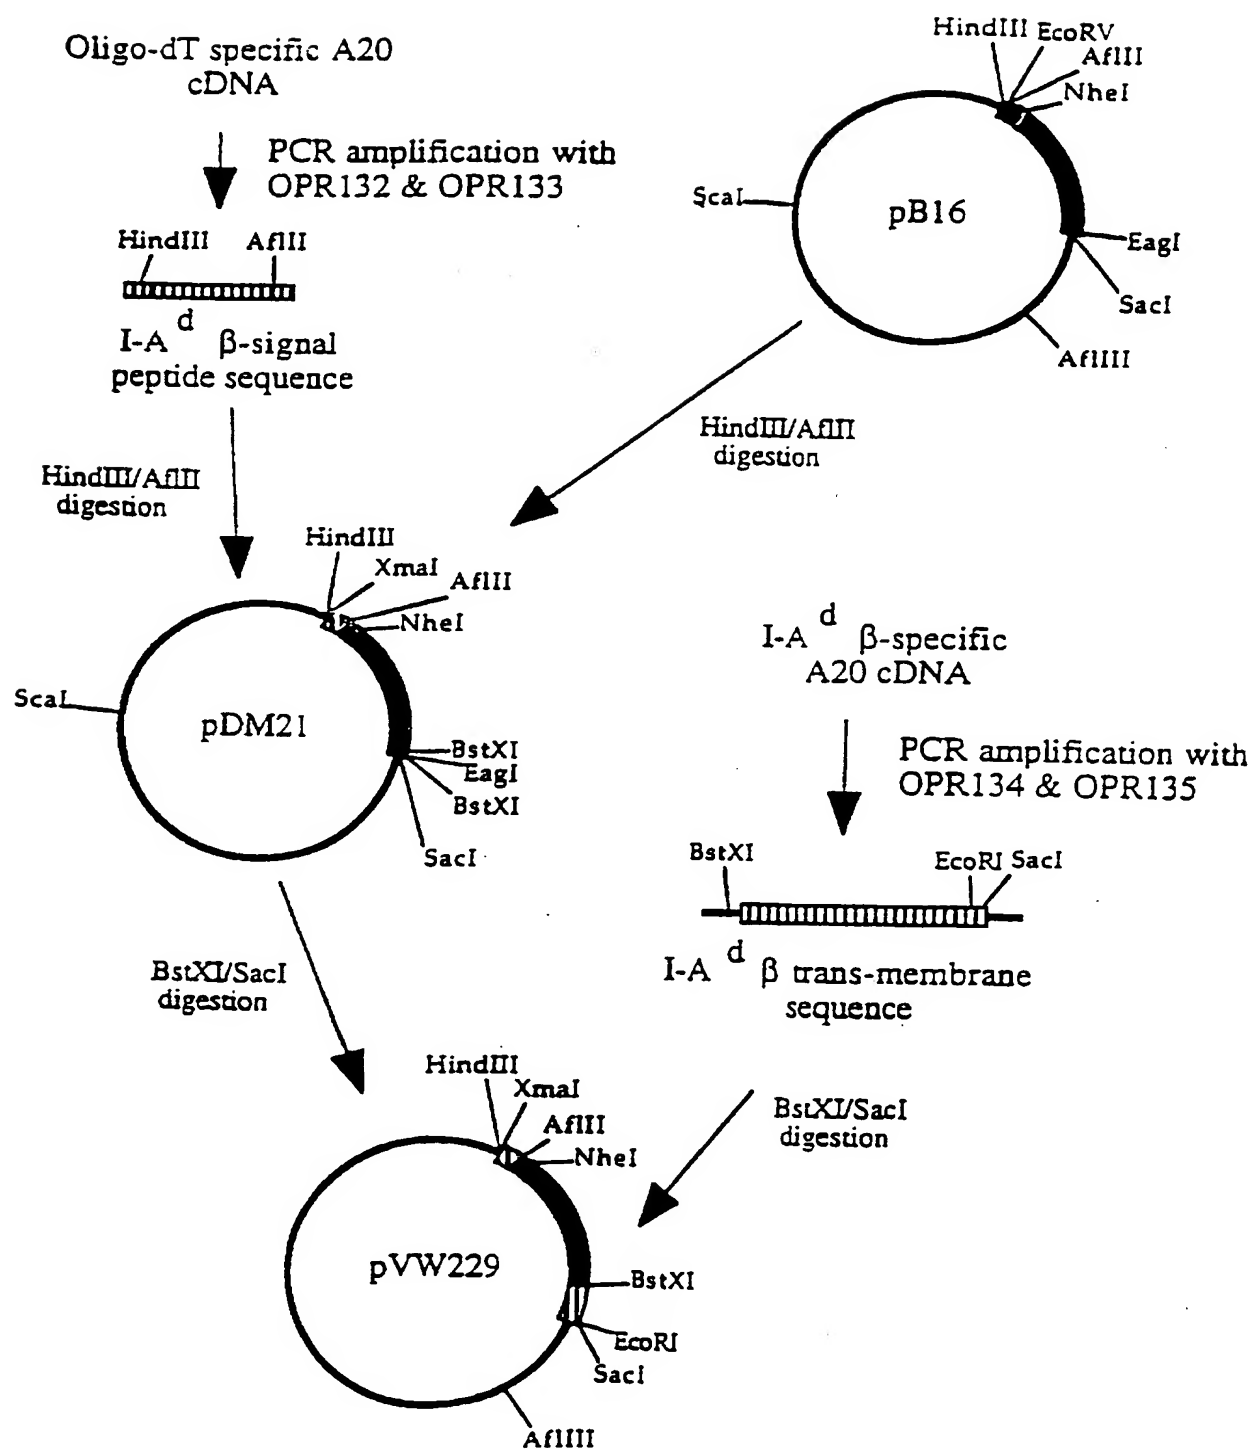 Oligo-dT specific A20
cDNA
PCR amplification with
OPR132 & OPR133
HindIII AflII
I-A d β-signal
peptide sequence
HindIII/AflII
digestion
HindIII EcoRV
AflII
NheI
ScaI
pB16
EagI
SacI
AflIII
HindIII/AflII
digestion
HindIII
XmaI
AflII
NheI
ScaI
pDM21
BstXI
EagI
BstXI
SacI
I-A d β-specific
A20 cDNA
PCR amplification with
OPR134 & OPR135
BstXI
EcoRI SacI
I-A d β trans-membrane
sequence
BstXI/SacI
digestion
BstXI/SacI
digestion
HindIII
XmaI
AflII
NheI
pVW229
BstXI
EcoRI
SacI
AflIII